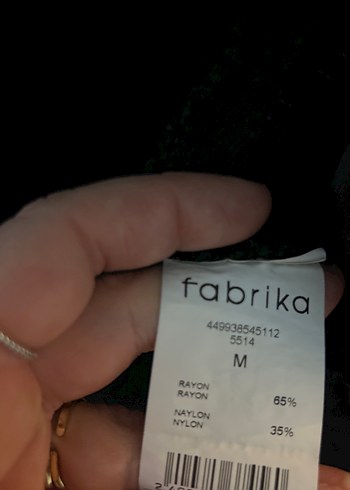 fabrika
449938545112
5514
M
RAYON
RAYON 65%
NAYLON
NYLON 35%